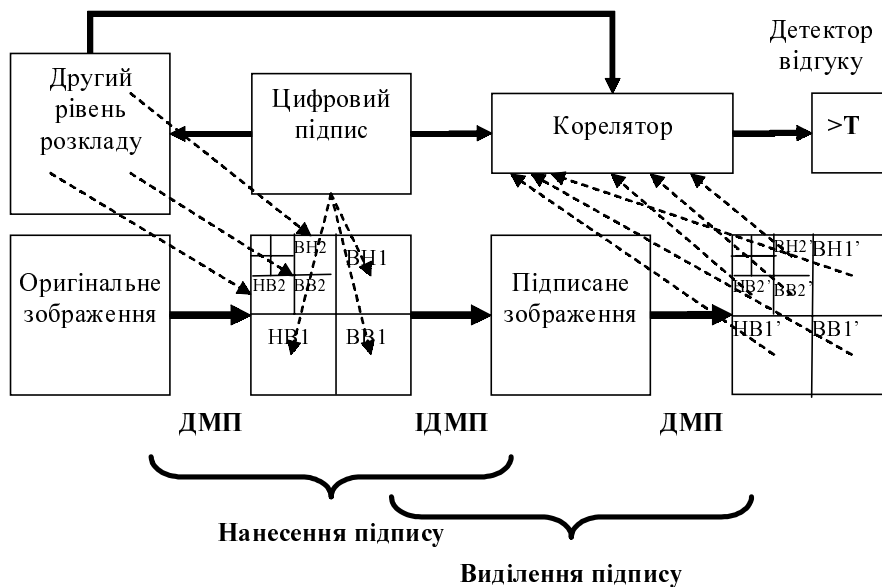 Детектор
відгуку
Другий
рівень
розкладу
Цифровий
підпис
Корелятор
>Т
Оригінальне
зображення
ВН2
ВН1
НВ2
ВВ2
НВ1
ВВ1
Підписане
зображення
ВН2’
ВН1’
НВ2’
ВВ2’
НВ1’
ВВ1’
ДМП
ІДМП
ДМП
Нанесення підпису
Виділення підпису